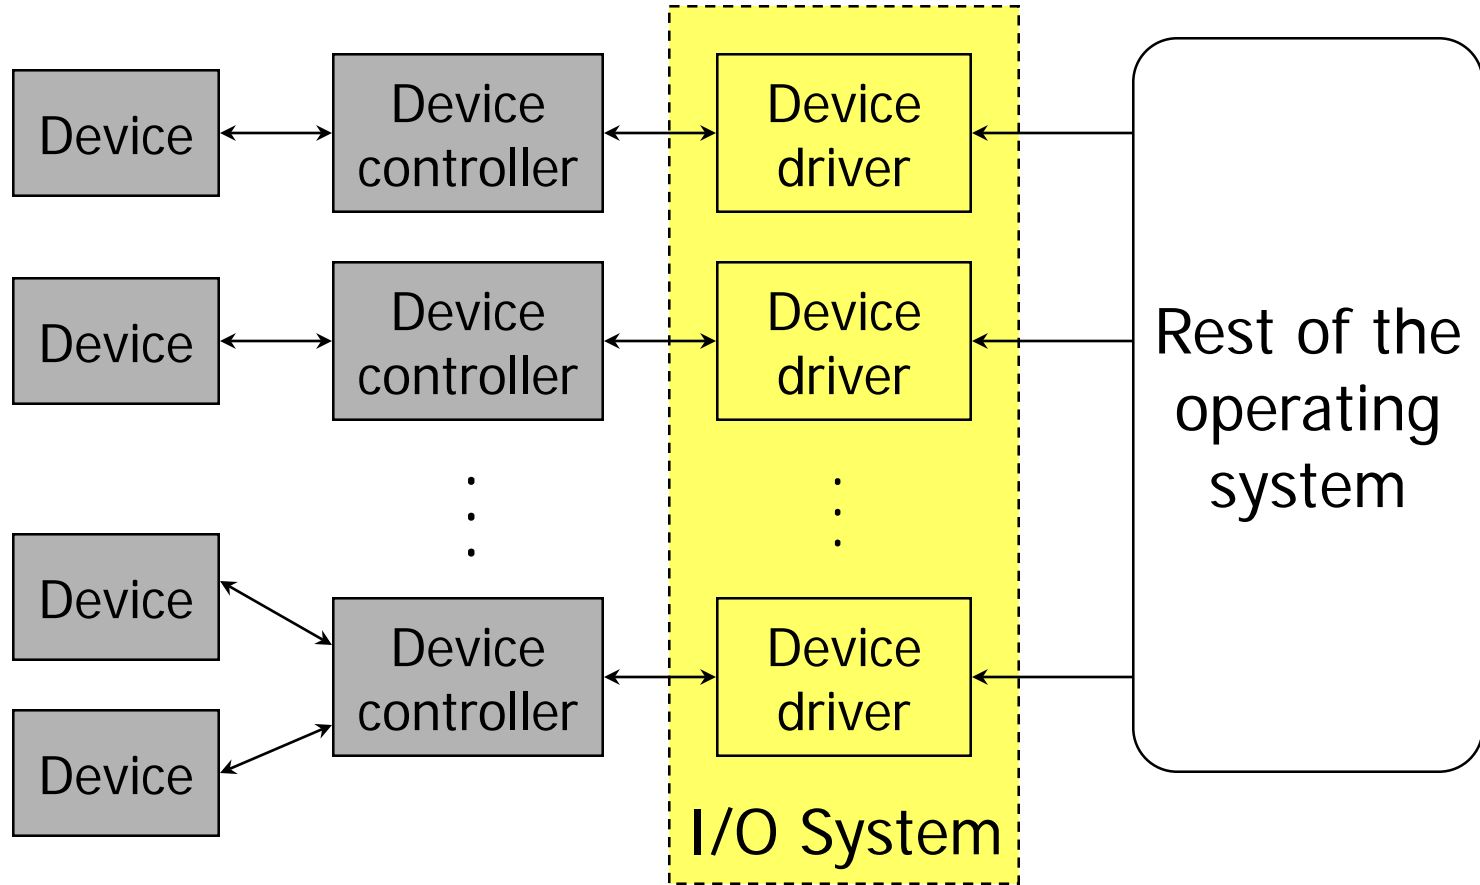 Device
Device
controller
Device
driver
Device
Device
controller
Device
driver
Rest of the
operating
system
Device
Device
controller
Device
driver
Device
I/O System